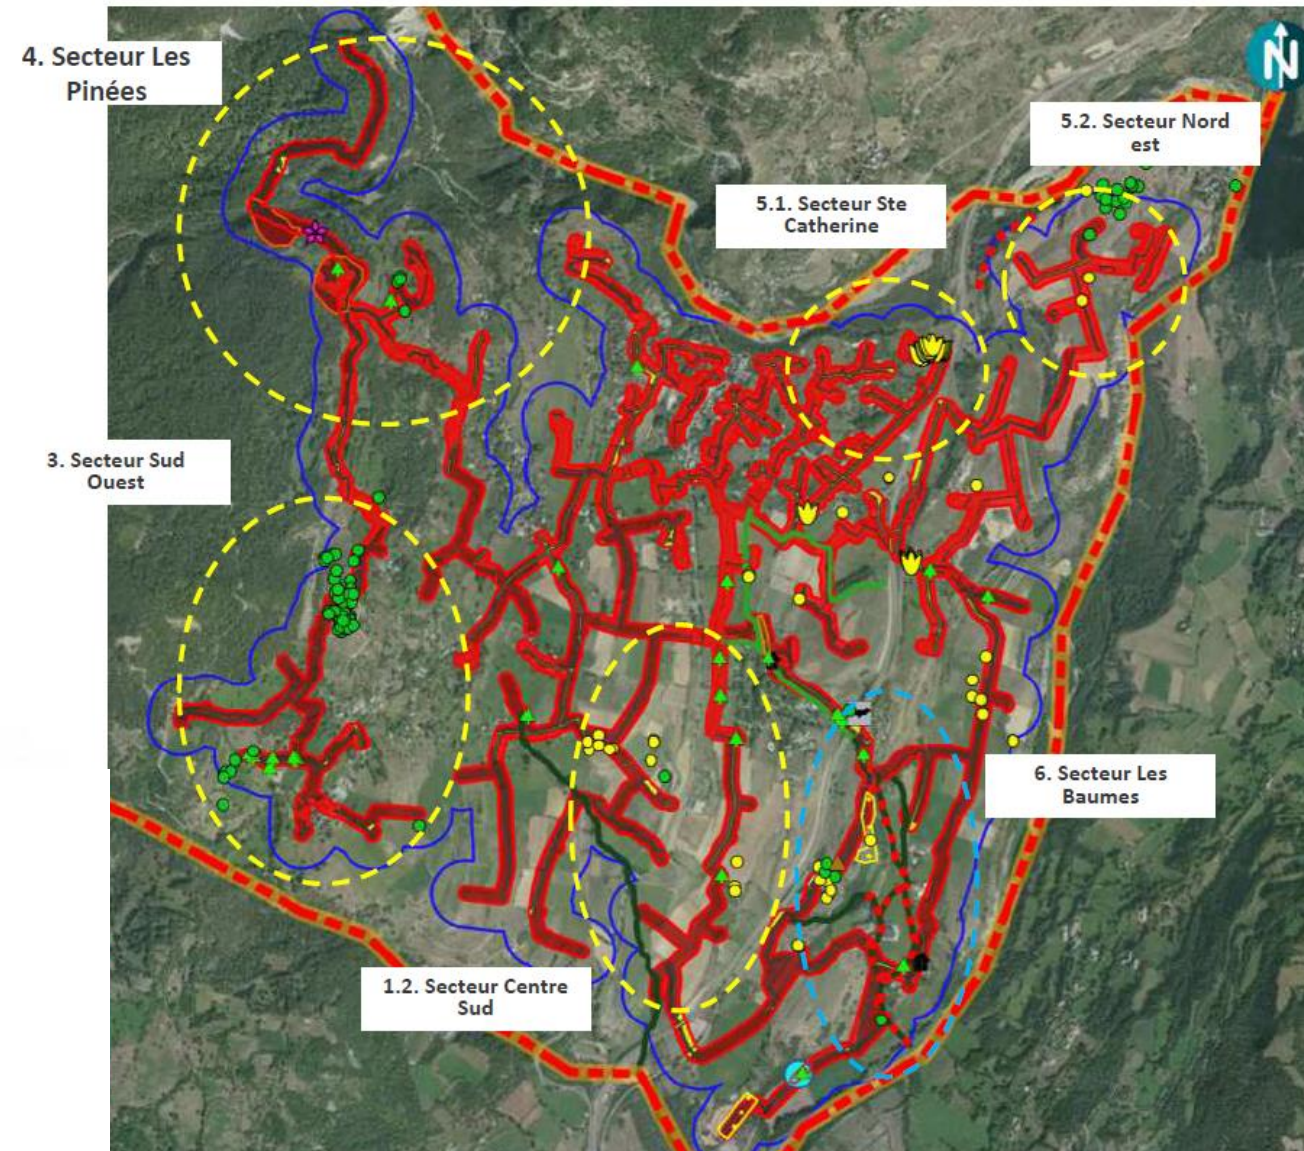 4. Secteur Les
Pinées
N
5.2. Secteur Nord
est
5.1. Secteur Ste
Catherine
3. Secteur Sud
Ouest
6. Secteur Les
Baumes
1.2. Secteur Centre
Sud